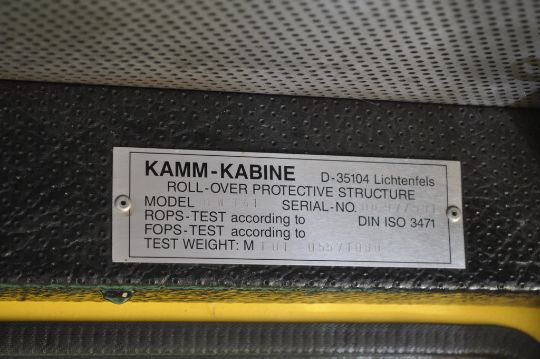 KAMM-KABINE D-35104 Lichtenfels
ROLL-OVER PROTECTIVE STRUCTURE
MODEL SERIAL-NO.
ROPS-TEST according to DIN ISO 3471
FOPS-TEST according to
TEST WEIGHT: M